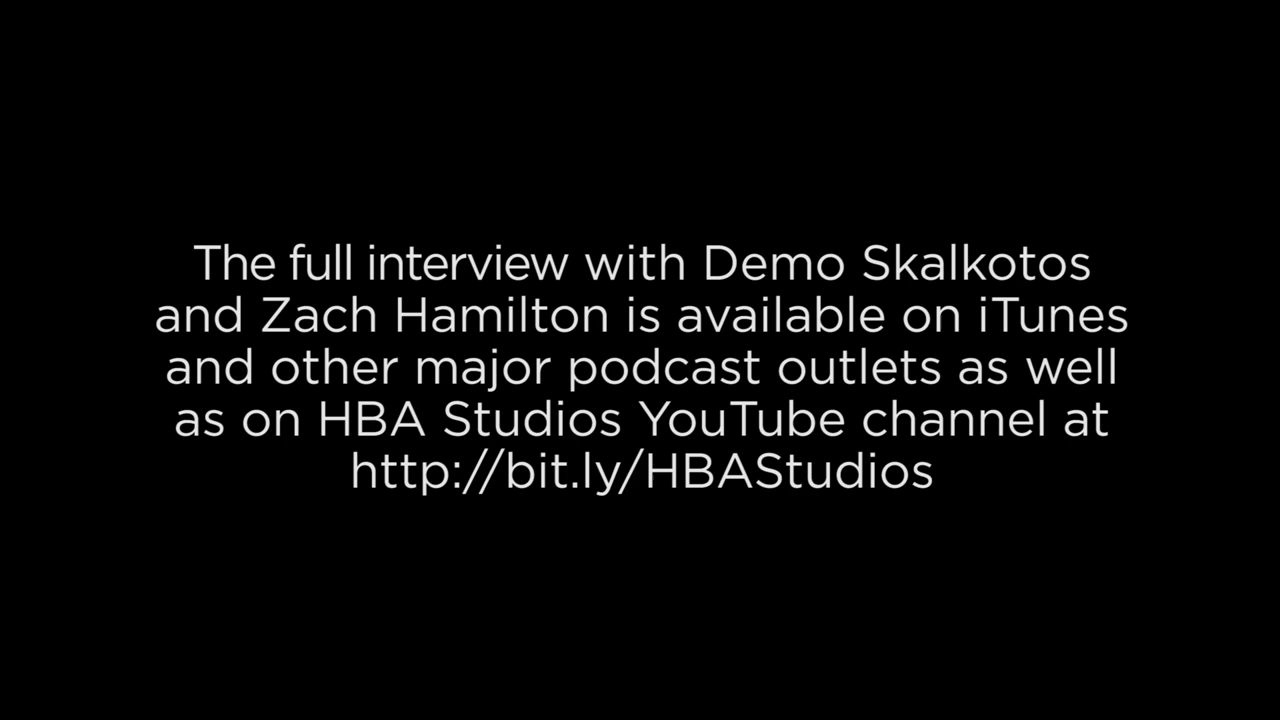 The full interview with Demo Skalkotos
and Zach Hamilton is available on iTunes
and other major podcast outlets as well
as on HBA Studios YouTube channel at
http://bit.ly/HBAStudios